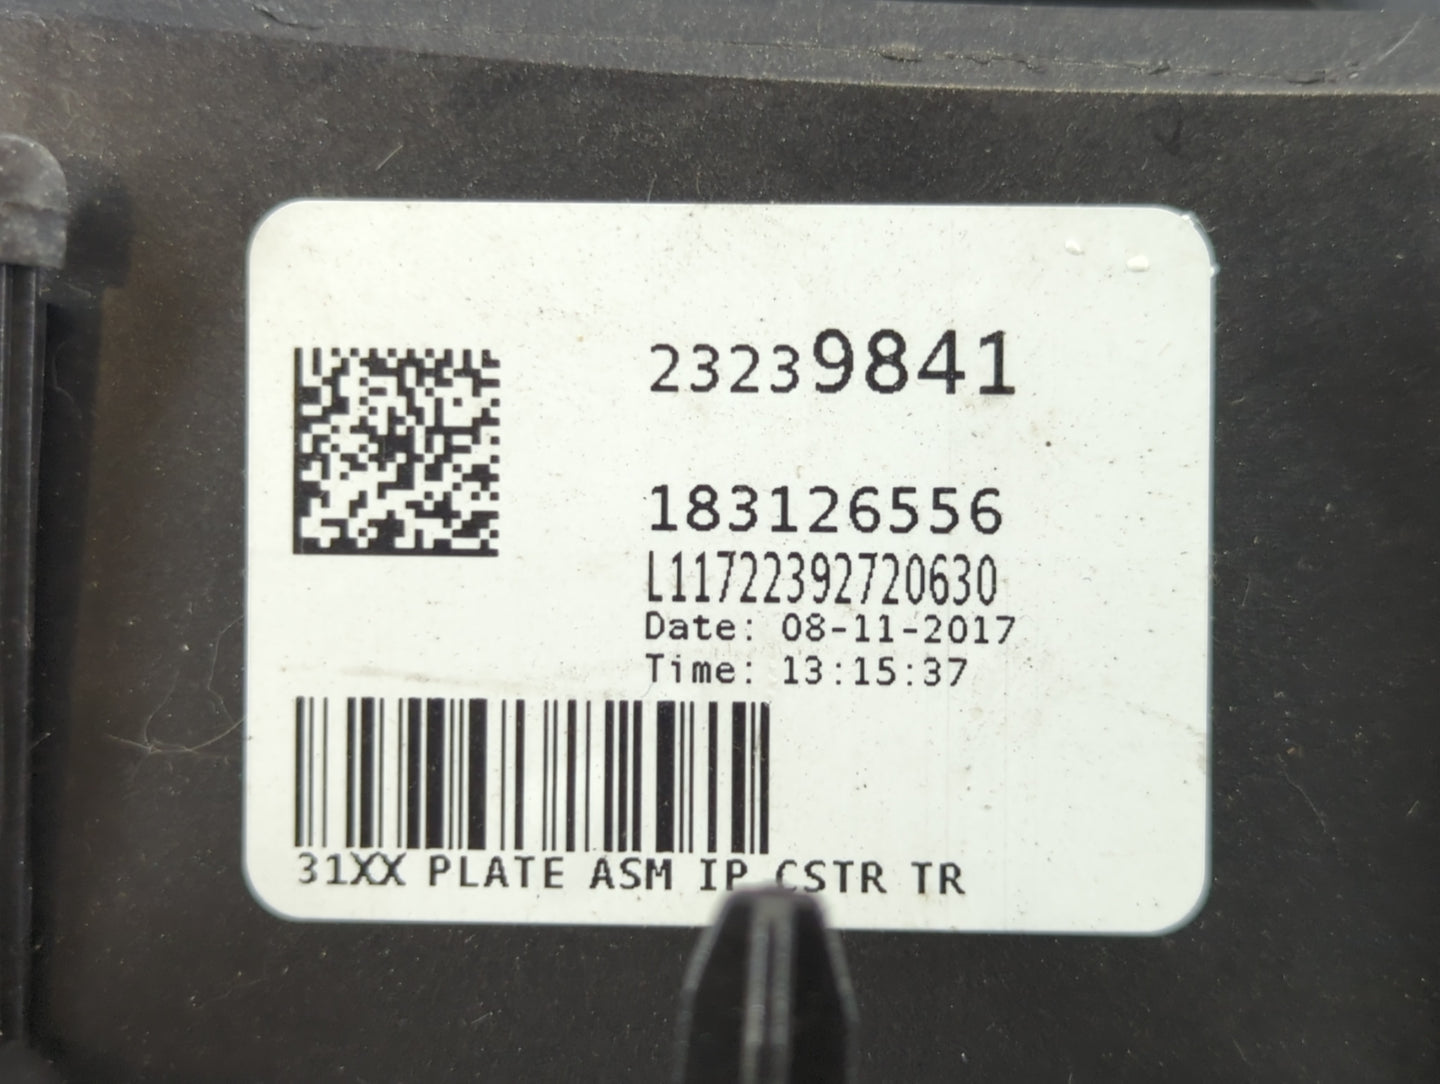 23239841
183126556
L11722392720630
Date: 08-11-2017
Time: 13:15:37
31XX PLATE ASM IP CSTR TR